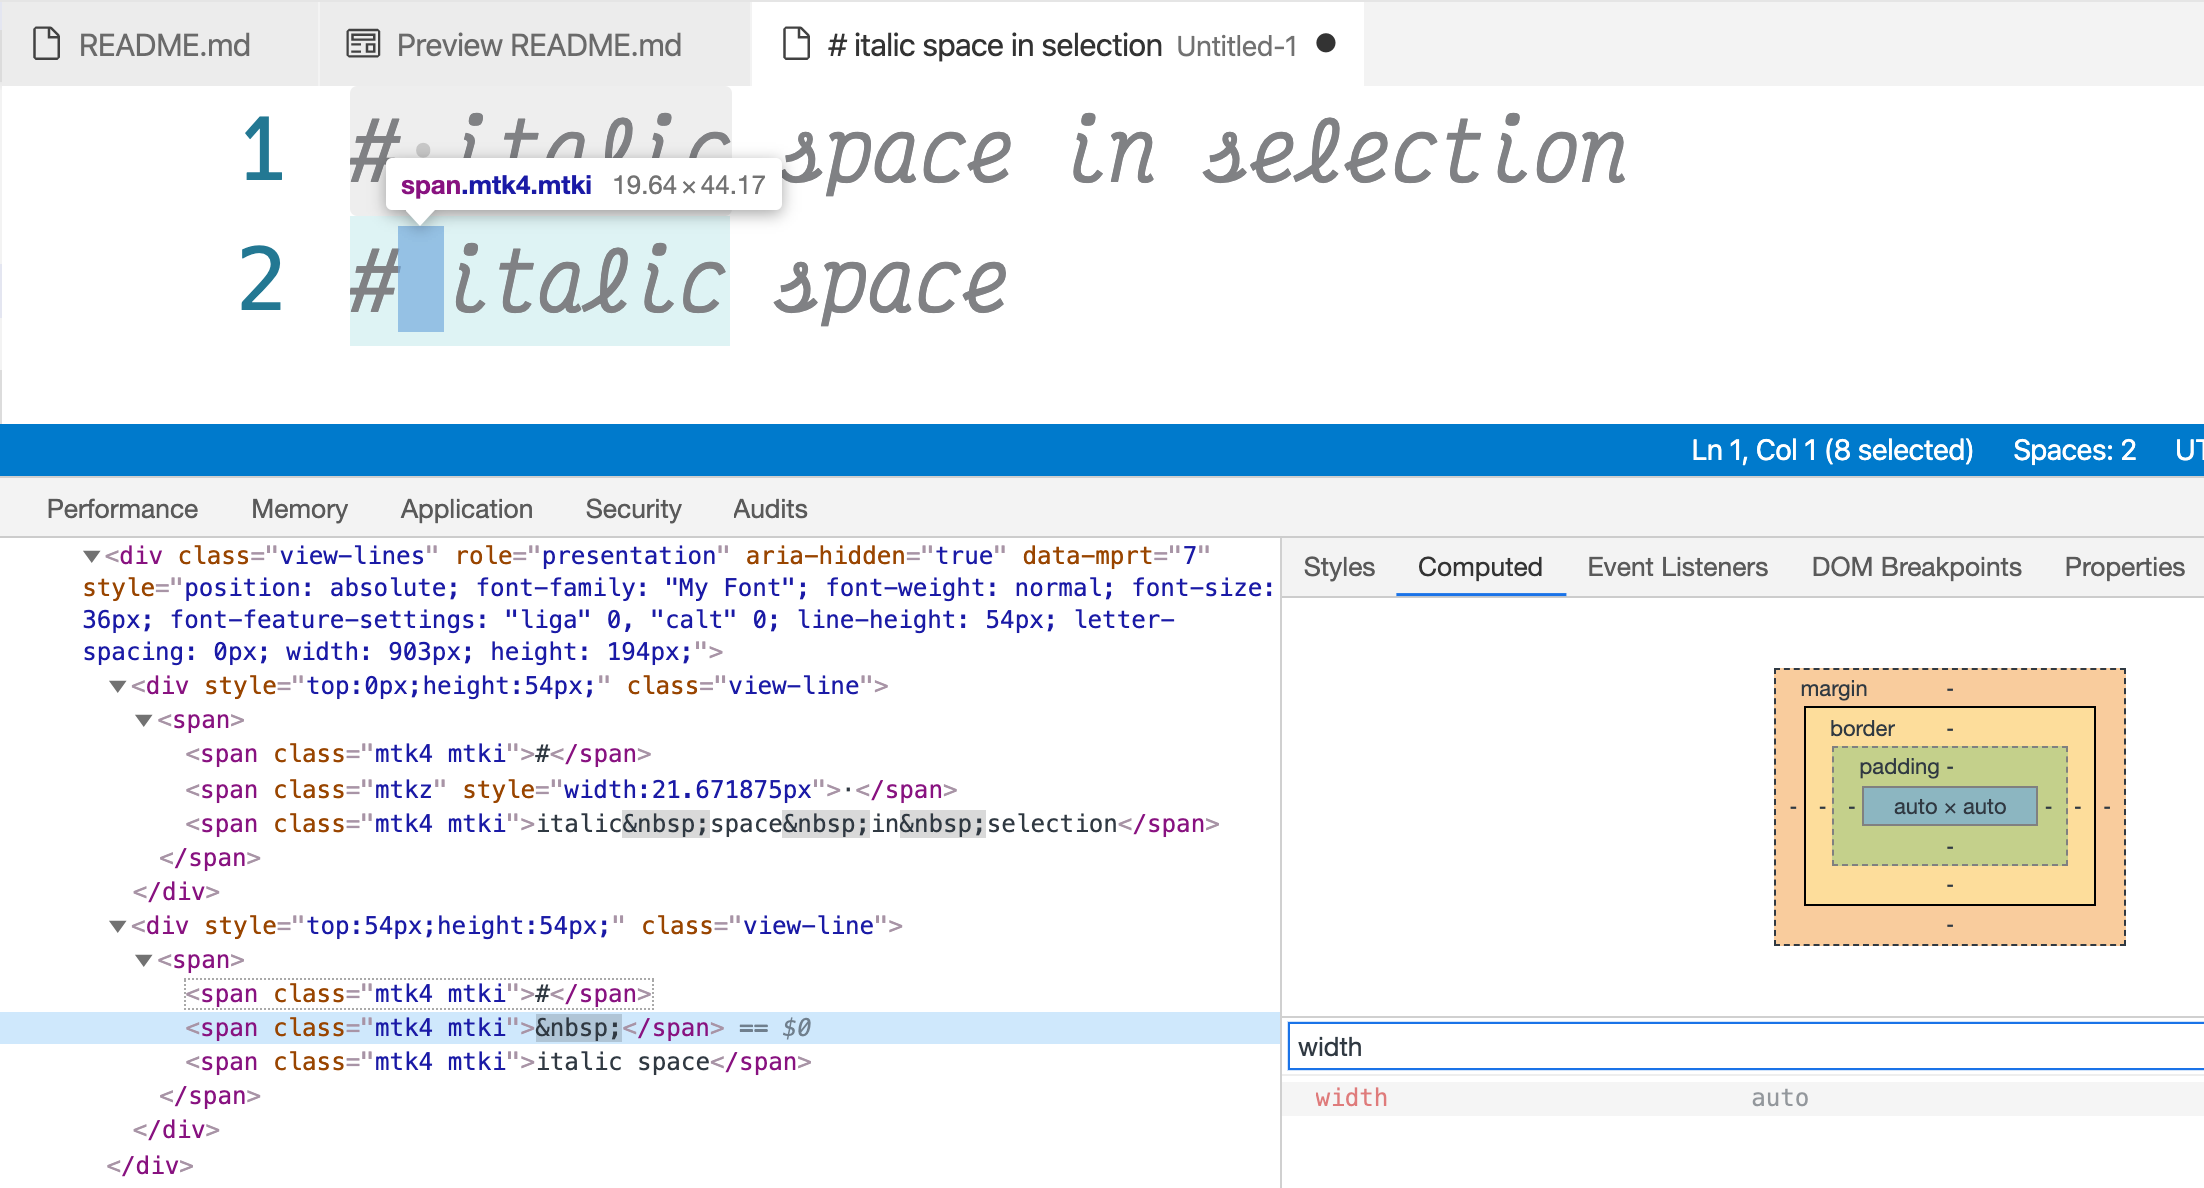 README.md Preview README.md # italic space in selection Untitled-1 ●
1 #·italic space in selection
span.mtk4.mtki 19.64×44.17
2 # italic space
Ln 1, Col 1 (8 selected) Spaces: 2 UT
Performance Memory Application Security Audits
<div class="view-lines" role="presentation" aria-hidden="true" data-mprt="7"
style="position: absolute; font-family: "My Font"; font-weight: normal; font-size:
36px; font-feature-settings: "liga" 0, "calt" 0; line-height: 54px; letter-
spacing: 0px; width: 903px; height: 194px;">
<div style="top:0px;height:54px;" class="view-line">
<span>
<span class="mtk4 mtki">#</span>
<span class="mtkz" style="width:21.671875px">·</span>
<span class="mtk4 mtki">italic&nbsp;space&nbsp;in&nbsp;selection</span>
</span>
</div>
<div style="top:54px;height:54px;" class="view-line">
<span>
<span class="mtk4 mtki">#</span>
<span class="mtk4 mtki">&nbsp;</span> == $0
<span class="mtk4 mtki">italic space</span>
</span>
</div>
</div>
Styles Computed Event Listeners DOM Breakpoints Properties
margin -
border -
padding -
- - - auto × auto - - -
-
-
-
width
width auto